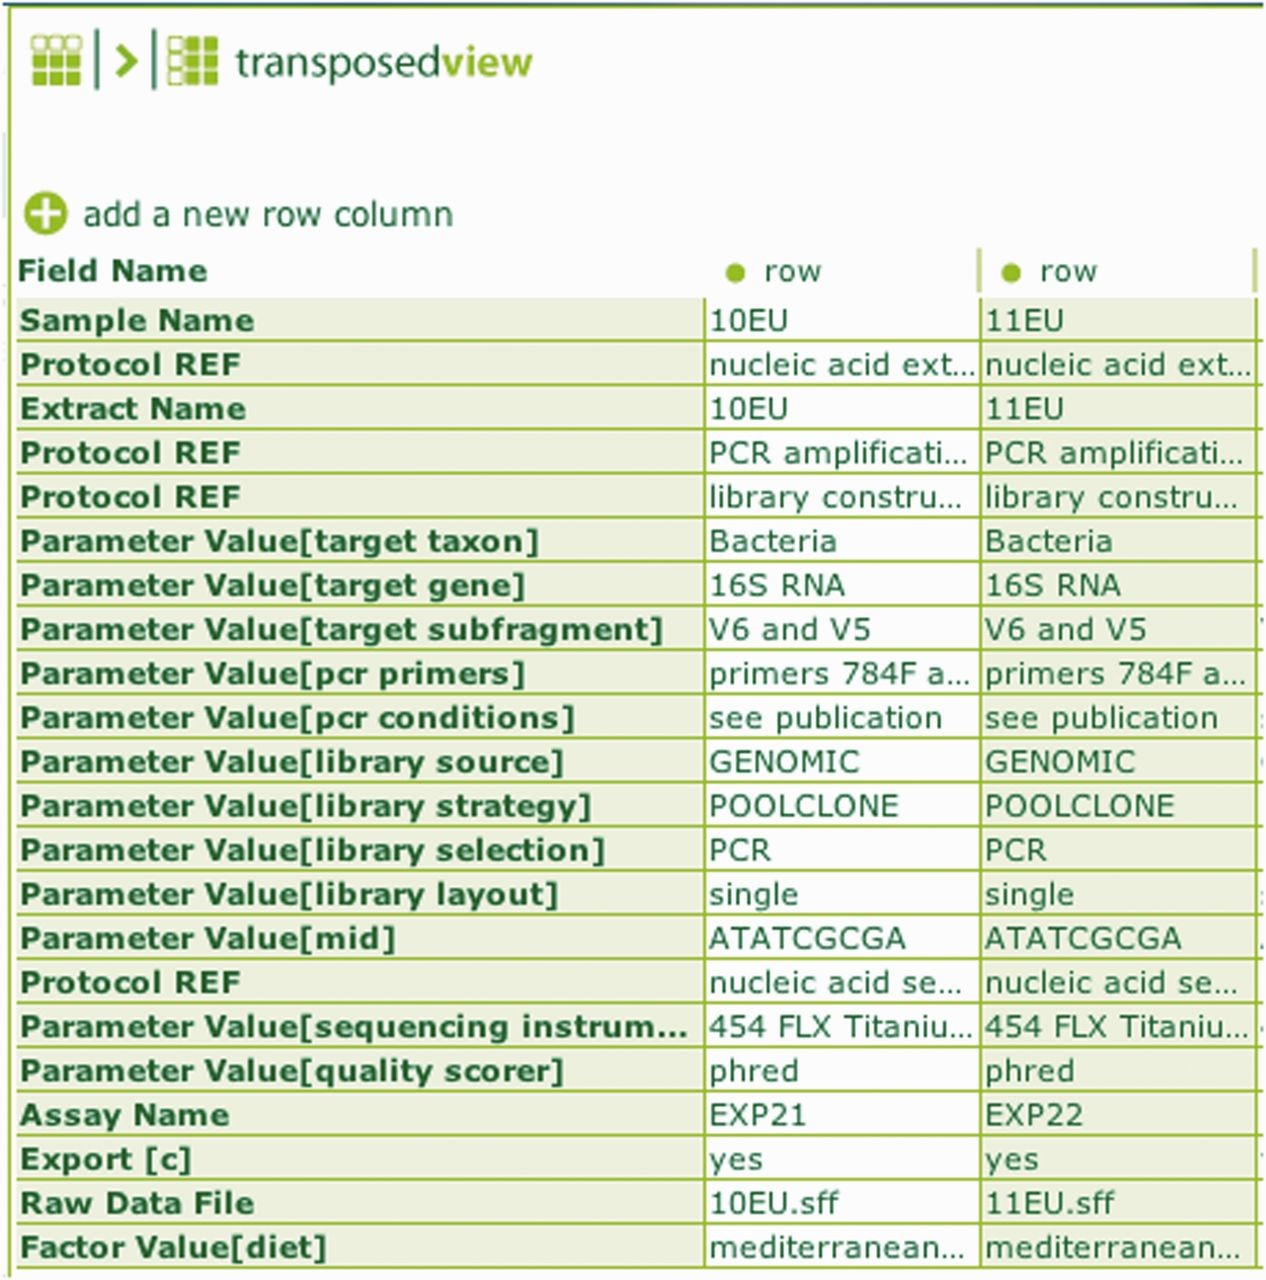 transposedview
add a new row column
Field Name row row
Sample Name 10EU 11EU
Protocol REF nucleic acid ext... nucleic acid ext...
Extract Name 10EU 11EU
Protocol REF PCR amplificati... PCR amplificati...
Protocol REF library constru... library constru...
Parameter Value[target taxon] Bacteria Bacteria
Parameter Value[target gene] 16S RNA 16S RNA
Parameter Value[target subfragment] V6 and V5 V6 and V5
Parameter Value[pcr primers] primers 784F a... primers 784F a...
Parameter Value[pcr conditions] see publication see publication
Parameter Value[library source] GENOMIC GENOMIC
Parameter Value[library strategy] POOLCLONE POOLCLONE
Parameter Value[library selection] PCR PCR
Parameter Value[library layout] single single
Parameter Value[mid] ATATCGCGA ATATCGCGA
Protocol REF nucleic acid se... nucleic acid se...
Parameter Value[sequencing instrum... 454 FLX Titaniu... 454 FLX Titaniu...
Parameter Value[quality scorer] phred phred
Assay Name EXP21 EXP22
Export [c] yes yes
Raw Data File 10EU.sff 11EU.sff
Factor Value[diet] mediterranean... mediterranean...